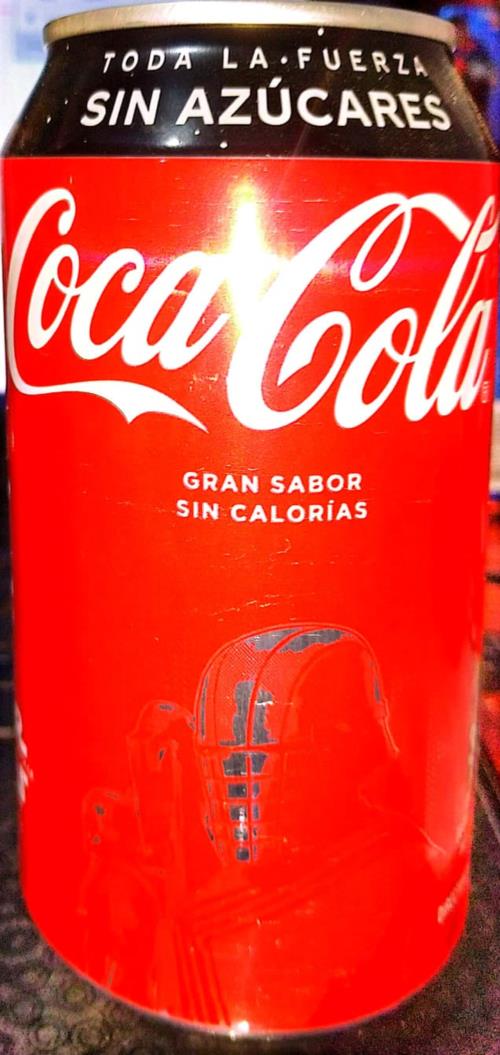 TODA LA FUERZA
SIN AZÚCARES
Coca Cola
GRAN SABOR
SIN CALORÍAS